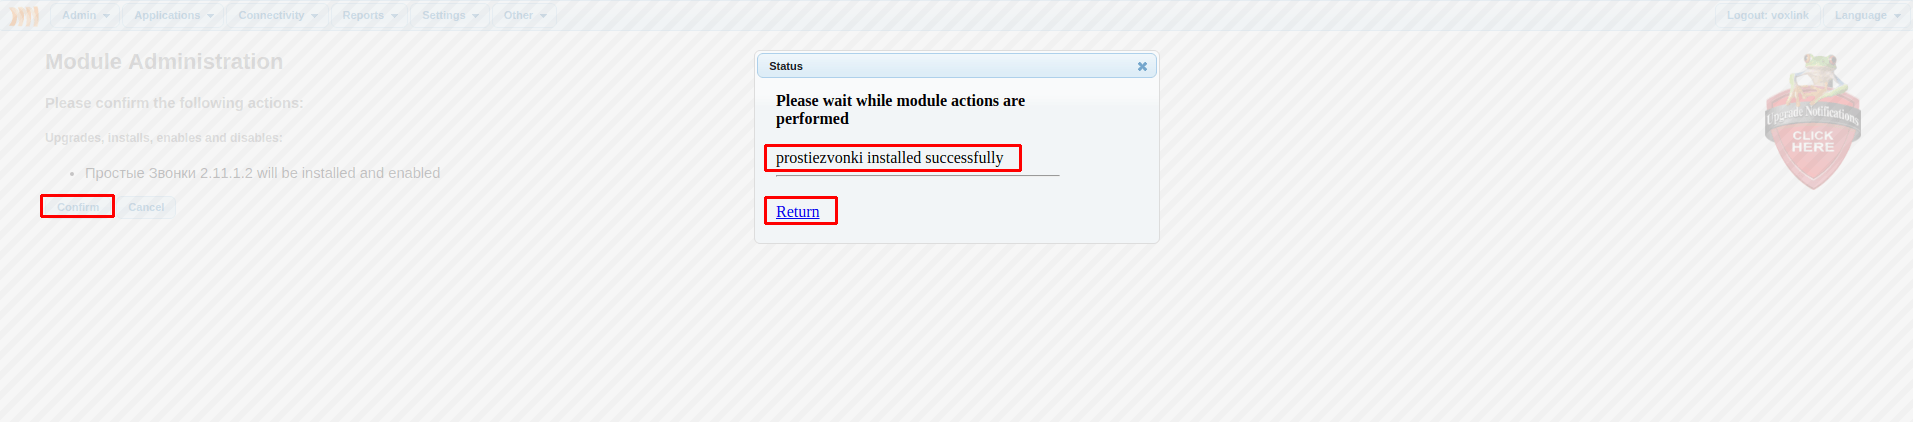 Admin Applications Connectivity Reports Settings Other Logout: voxlink Language
Module Administration
Please confirm the following actions:
Upgrades, installs, enables and disables:
• Простые Звонки 2.11.1.2 will be installed and enabled
Confirm Cancel
Status
Please wait while module actions are
performed
prostiezvonki installed successfully
Return
Upgrade Notifications
CLICK
HERE